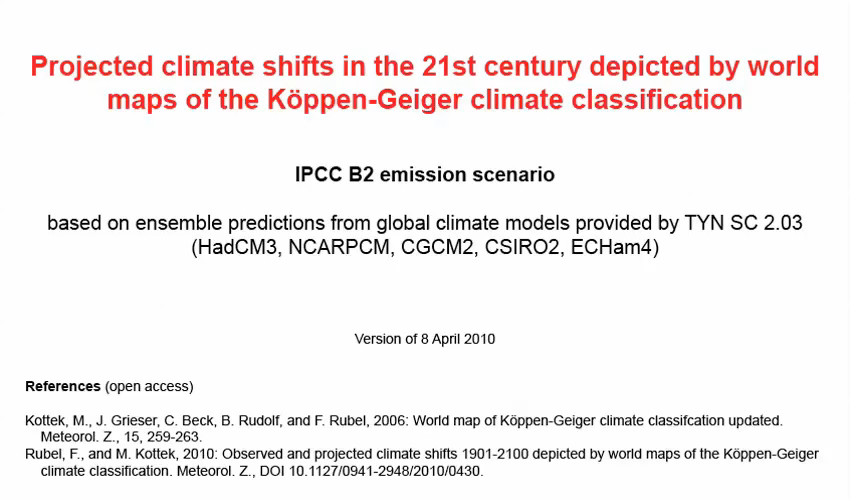 Projected climate shifts in the 21st century depicted by world
maps of the Köppen-Geiger climate classification
IPCC B2 emission scenario
based on ensemble predictions from global climate models provided by TYN SC 2.03
(HadCM3, NCARPCM, CGCM2, CSIRO2, ECHam4)
Version of 8 April 2010
References (open access)
Kottek, M., J. Grieser, C. Beck, B. Rudolf, and F. Rubel, 2006: World map of Köppen-Geiger climate classifcation updated.
Meteorol. Z., 15, 259-263.
Rubel, F., and M. Kottek, 2010: Observed and projected climate shifts 1901-2100 depicted by world maps of the Köppen-Geiger
climate classification. Meteorol. Z., DOI 10.1127/0941-2948/2010/0430.